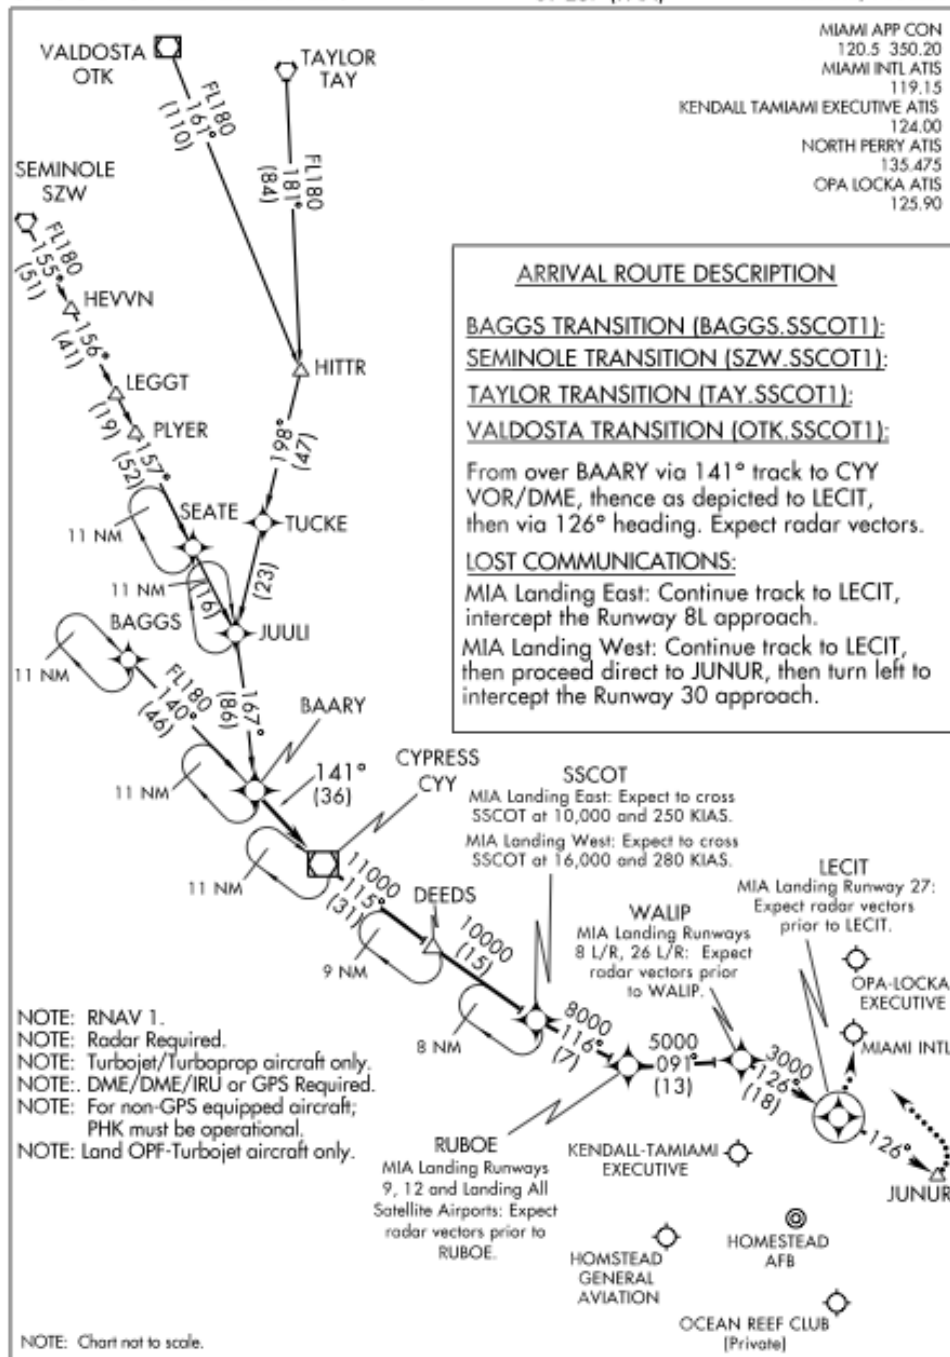 MIAMI APP CON
120.5 350.20
MIAMI INTL ATIS
119.15
KENDALL TAMIAMI EXECUTIVE ATIS
124.00
NORTH PERRY ATIS
135.475
OPA LOCKA ATIS
125.90
VALDOSTA
OTK
TAYLOR
TAY
FL180
161°
(110)
FL180
181°
(84)
SEMINOLE
SZW
FL180
155°
(51)
HEVVN
156°
(41)
LEGGT
(19)
PLYER
157°
(52)
HITTR
198°
(47)
SEATE
TUCKE
11 NM
11 NM
(16)
(23)
JUULI
BAGGS
11 NM
FL180
140°
(46)
167°
(86)
BAARY
11 NM
141°
(36)
CYPRESS
CYY
11 NM
11000
115°
(31)
DEEDS
9 NM
10000
(15)
8 NM
ARRIVAL ROUTE DESCRIPTION
BAGGS TRANSITION (BAGGS.SSCOT1):
SEMINOLE TRANSITION (SZW.SSCOT1):
TAYLOR TRANSITION (TAY.SSCOT1):
VALDOSTA TRANSITION (OTK.SSCOT1):
From over BAARY via 141° track to CYY
VOR/DME, thence as depicted to LECIT,
then via 126° heading. Expect radar vectors.
LOST COMMUNICATIONS:
MIA Landing East: Continue track to LECIT,
intercept the Runway 8L approach.
MIA Landing West: Continue track to LECIT,
then proceed direct to JUNUR, then turn left to
intercept the Runway 30 approach.
SSCOT
MIA Landing East: Expect to cross
SSCOT at 10,000 and 250 KIAS.
MIA Landing West: Expect to cross
SSCOT at 16,000 and 280 KIAS.
8000
116°
(7)
WALIP
MIA Landing Runways
8 L/R, 26 L/R: Expect
radar vectors prior
to WALIP.
5000
091°
(13)
LECIT
MIA Landing Runway 27:
Expect radar vectors
prior to LECIT.
3000
126°
(18)
OPA-LOCKA
EXECUTIVE
MIAMI INTL
126°
JUNUR
RUBOE
MIA Landing Runways
9, 12 and Landing All
Satellite Airports: Expect
radar vectors prior to
RUBOE.
KENDALL-TAMIAMI
EXECUTIVE
HOMSTEAD
GENERAL
AVIATION
HOMESTEAD
AFB
OCEAN REEF CLUB
(Private)
NOTE: RNAV 1.
NOTE: Radar Required.
NOTE: Turbojet/Turboprop aircraft only.
NOTE:. DME/DME/IRU or GPS Required.
NOTE: For non-GPS equipped aircraft;
PHK must be operational.
NOTE: Land OPF-Turbojet aircraft only.
NOTE: Chart not to scale.